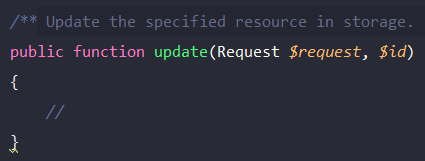 /** Update the specified resource in storage.
public function update(Request $request, $id)
{
//
}